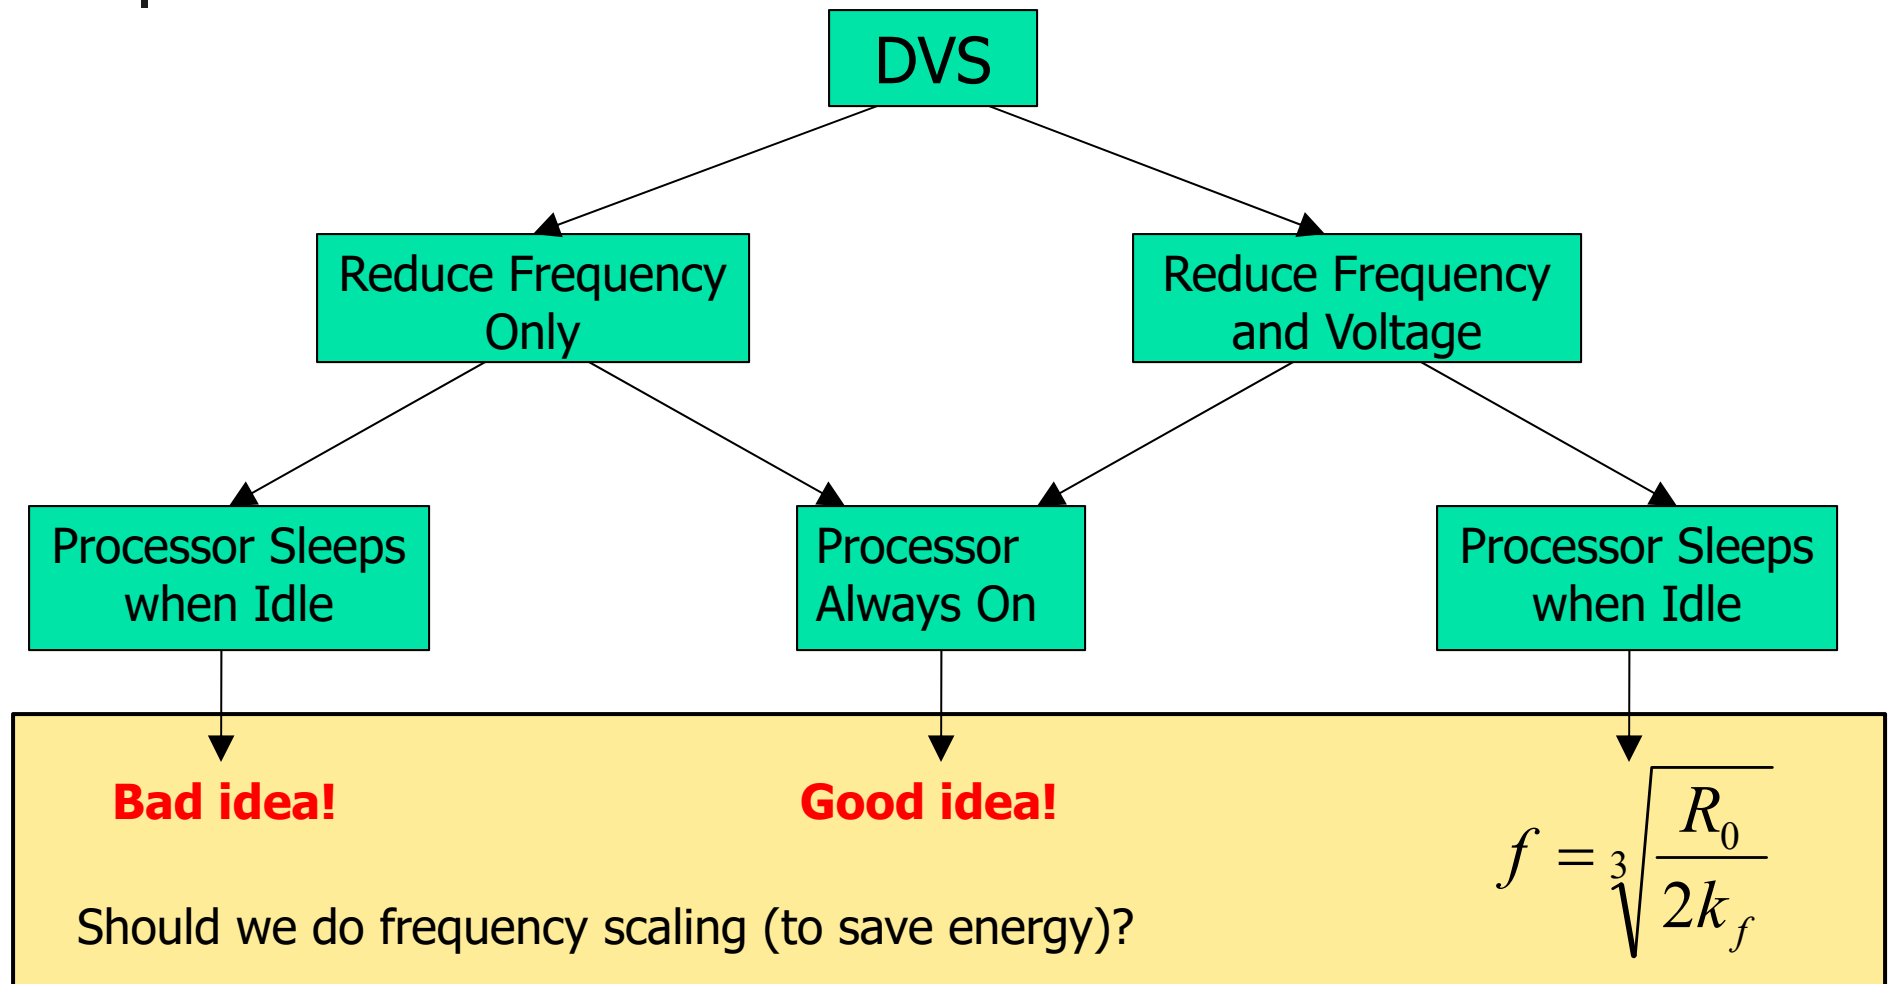 DVS
Reduce Frequency
Only
Reduce Frequency
and Voltage
Processor Sleeps
when Idle
Processor
Always On
Processor Sleeps
when Idle
Bad idea!
Good idea!
f = ∛(R₀ / 2k_f)
Should we do frequency scaling (to save energy)?